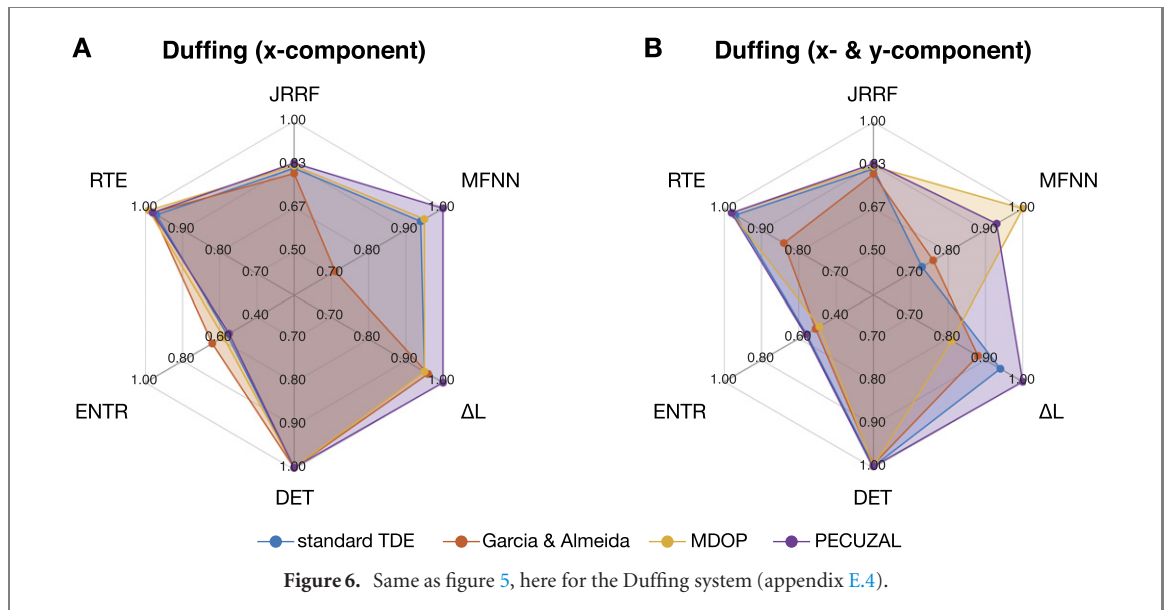 A Duffing (x-component)
JRRF
1.00
0.83
0.67
0.50
RTE
1.00
0.90
0.80
0.70
MFNN
1.00
0.90
0.80
0.70
ENTR
1.00
0.80
0.60
0.40
ΔL
1.00
0.90
0.80
0.70
1.00
0.90
0.80
DET
B Duffing (x- & y-component)
JRRF
1.00
0.83
0.67
0.50
RTE
1.00
0.90
0.80
0.70
MFNN
1.00
0.90
0.80
0.70
ENTR
1.00
0.80
0.60
0.40
ΔL
1.00
0.90
0.80
0.70
1.00
0.90
0.80
DET
standard TDE Garcia & Almeida MDOP PECUZAL
Figure 6. Same as figure 5, here for the Duffing system (appendix E.4).